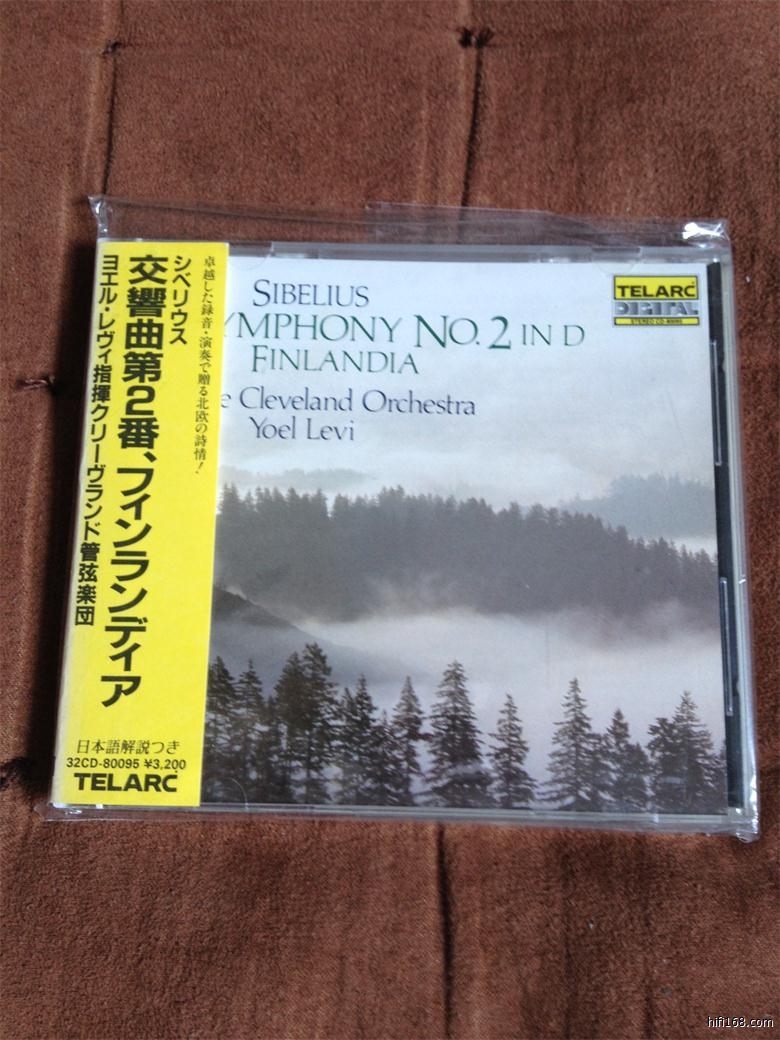 卓越した録音・演奏で贈る北欧の詩情!
シベリウス
交響曲第2番、フィンランディア
ヨエル・レヴィ指揮クリーヴランド管弦楽団
日本語解説つき
32CD-80095 ¥3,200
TELARC
SIBELIUS
YMPHONY NO. 2 IN D
FINLANDIA
e Cleveland Orchestra
Yoel Levi
TELARC
DIGITAL
STEREO CD-80095
hifi168.com